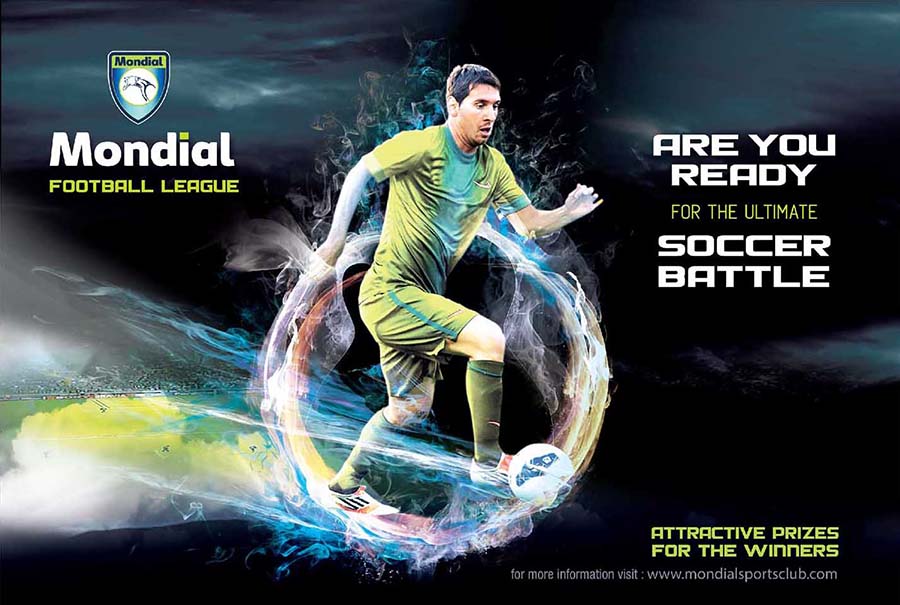 Mondial
Mondial
FOOTBALL LEAGUE
ARE YOU
READY
FOR THE ULTIMATE
SOCCER
BATTLE
ATTRACTIVE PRIZES
FOR THE WINNERS
for more information visit : www.mondialsportsclub.com